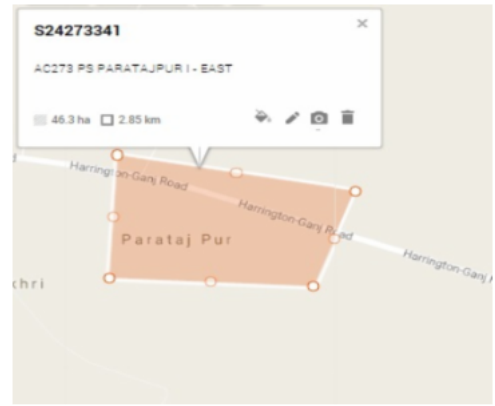 S24273341
AC273 PS PARATAJPUR I - EAST
46.3 ha 2.85 km
Harrington-Ganj Road
Harrington-Ganj Road
Parataj Pur
Harrington-Ganj
khri